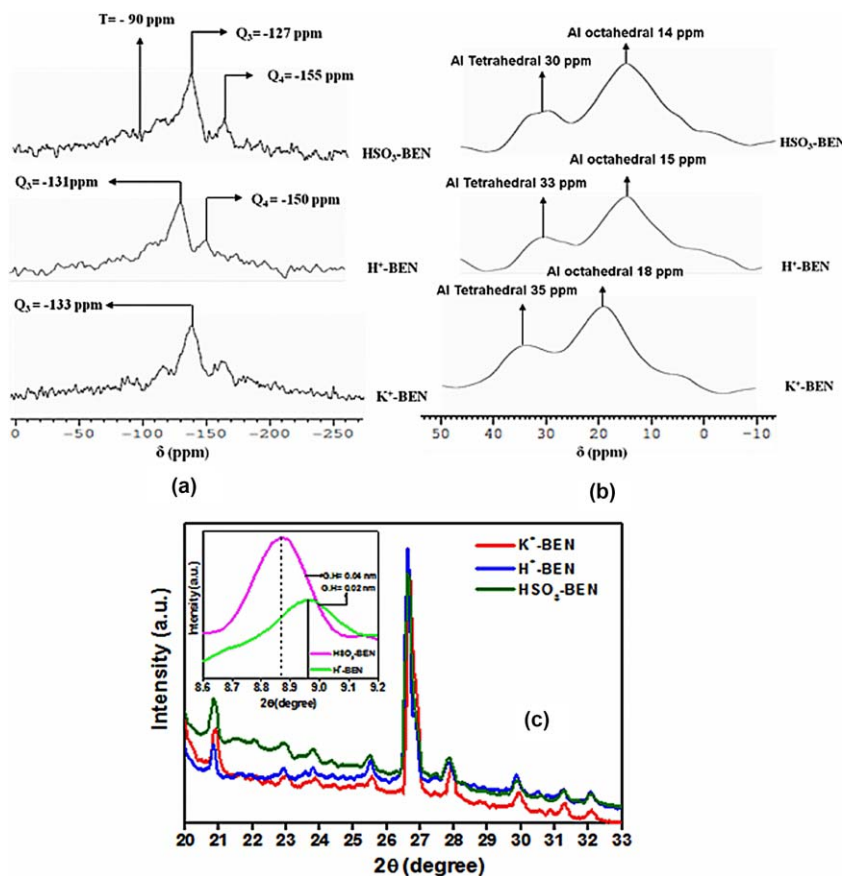 T= - 90 ppm
Q₃= -127 ppm
Q₄= -155 ppm
HSO₃-BEN
Q₃= -131ppm
Q₄= -150 ppm
H⁺-BEN
Q₃= -133 ppm
K⁺-BEN
0 -50 -100 -150 -200 -250
δ (ppm)
(a)
Al octahedral 14 ppm
Al Tetrahedral 30 ppm
HSO₃-BEN
Al octahedral 15 ppm
Al Tetrahedral 33 ppm
H⁺-BEN
Al octahedral 18 ppm
Al Tetrahedral 35 ppm
K⁺-BEN
50 40 30 20 10 0 -10
δ (ppm)
(b)
Intensity (a.u.)
G.H= 0.04 nm
G.H= 0.02 nm
HSO₃-BEN
H⁺-BEN
8.6 8.7 8.8 8.9 9.0 9.1 9.2
2θ(degree)
K⁺-BEN
H⁺-BEN
HSO₃-BEN
(c)
Intensity (a.u.)
20 21 22 23 24 25 26 27 28 29 30 31 32 33
2θ (degree)